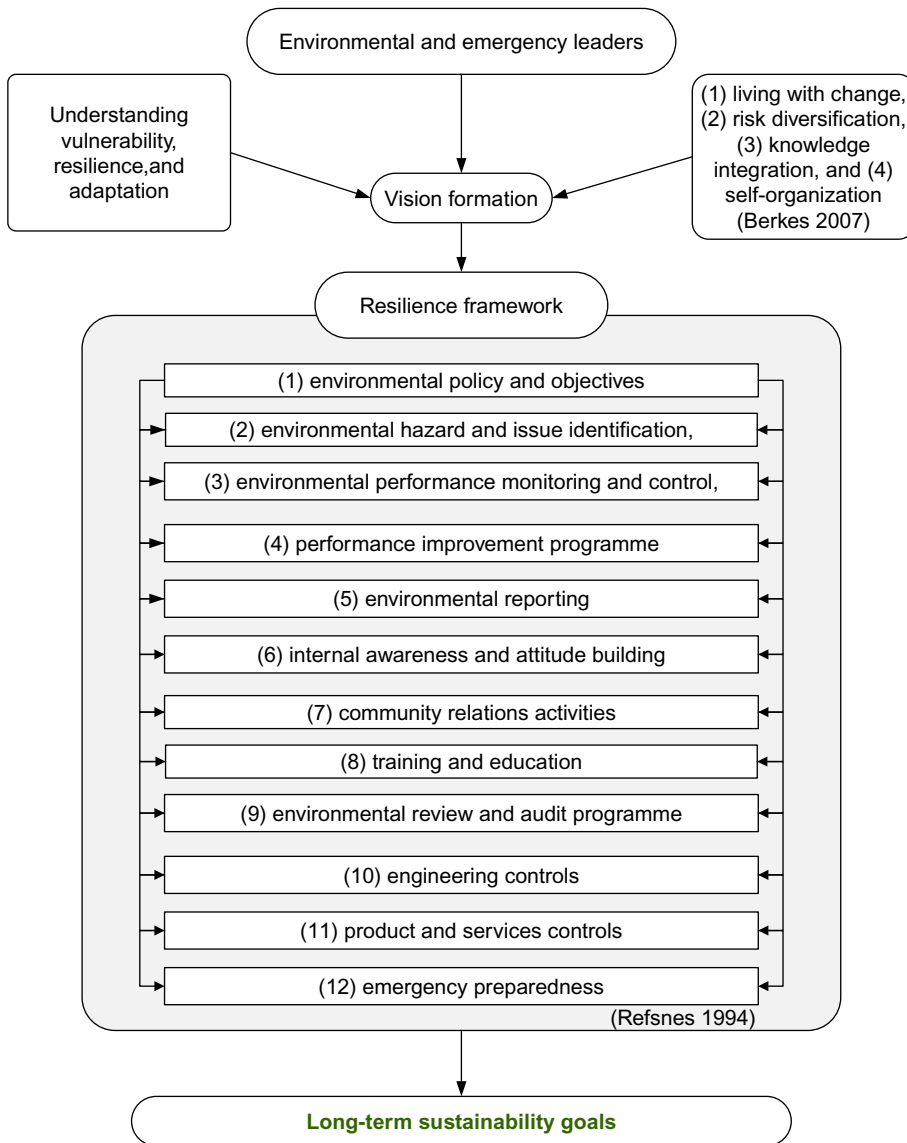 Environmental and emergency leaders
Understanding
vulnerability,
resilience,and
adaptation
(1) living with change,
(2) risk diversification,
(3) knowledge
integration, and (4)
self-organization
(Berkes 2007)
Vision formation
Resilience framework
(1) environmental policy and objectives
(2) environmental hazard and issue identification,
(3) environmental performance monitoring and control,
(4) performance improvement programme
(5) environmental reporting
(6) internal awareness and attitude building
(7) community relations activities
(8) training and education
(9) environmental review and audit programme
(10) engineering controls
(11) product and services controls
(12) emergency preparedness
(Refsnes 1994)
Long-term sustainability goals